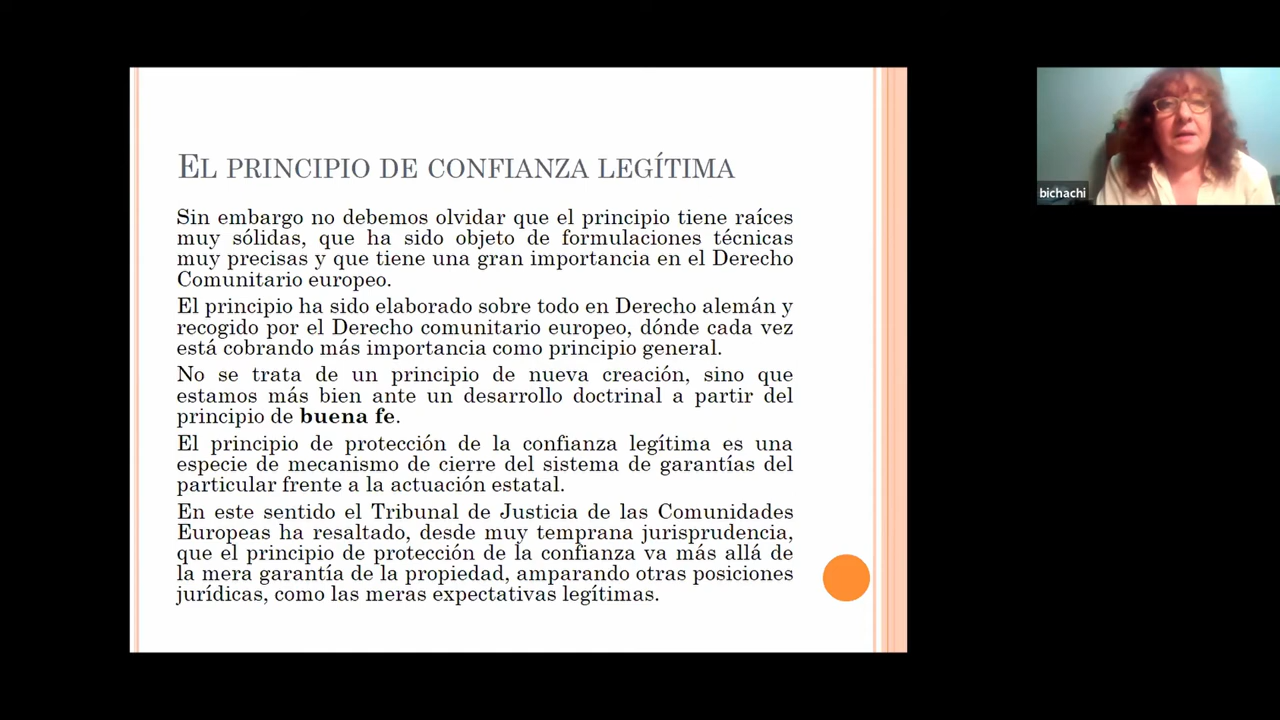 EL PRINCIPIO DE CONFIANZA LEGÍTIMA
Sin embargo no debemos olvidar que el principio tiene raíces
muy sólidas, que ha sido objeto de formulaciones técnicas
muy precisas y que tiene una gran importancia en el Derecho
Comunitario europeo.
El principio ha sido elaborado sobre todo en Derecho alemán y
recogido por el Derecho comunitario europeo, dónde cada vez
está cobrando más importancia como principio general.
No se trata de un principio de nueva creación, sino que
estamos más bien ante un desarrollo doctrinal a partir del
principio de buena fe.
El principio de protección de la confianza legítima es una
especie de mecanismo de cierre del sistema de garantías del
particular frente a la actuación estatal.
En este sentido el Tribunal de Justicia de las Comunidades
Europeas ha resaltado, desde muy temprana jurisprudencia,
que el principio de protección de la confianza va más allá de
la mera garantía de la propiedad, amparando otras posiciones
jurídicas, como las meras expectativas legítimas.
bichachi